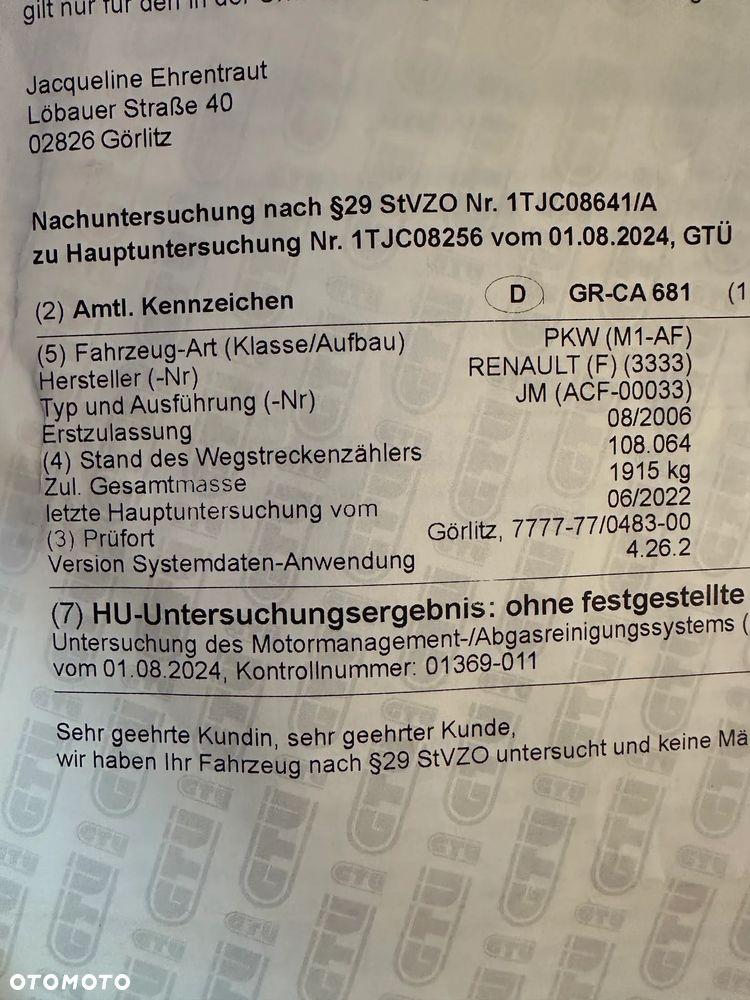 gilt nur für den in der
Jacqueline Ehrentraut
Löbauer Straße 40
02826 Görlitz
Nachuntersuchung nach §29 StVZO Nr. 1TJC08641/A
zu Hauptuntersuchung Nr. 1TJC08256 vom 01.08.2024, GTÜ
(2) Amtl. Kennzeichen D GR-CA 681 (1
(5) Fahrzeug-Art (Klasse/Aufbau) PKW (M1-AF)
Hersteller (-Nr) RENAULT (F) (3333)
Typ und Ausführung (-Nr) JM (ACF-00033)
Erstzulassung 08/2006
(4) Stand des Wegstreckenzählers 108.064
Zul. Gesamtmasse 1915 kg
letzte Hauptuntersuchung vom 06/2022
(3) Prüfort Görlitz, 7777-77/0483-00
Version Systemdaten-Anwendung 4.26.2
(7) HU-Untersuchungsergebnis: ohne festgestellte
Untersuchung des Motormanagement-/Abgasreinigungssystems (
vom 01.08.2024, Kontrollnummer: 01369-011
Sehr geehrte Kundin, sehr geehrter Kunde,
wir haben Ihr Fahrzeug nach §29 StVZO untersucht und keine Mä
OTOMOTO